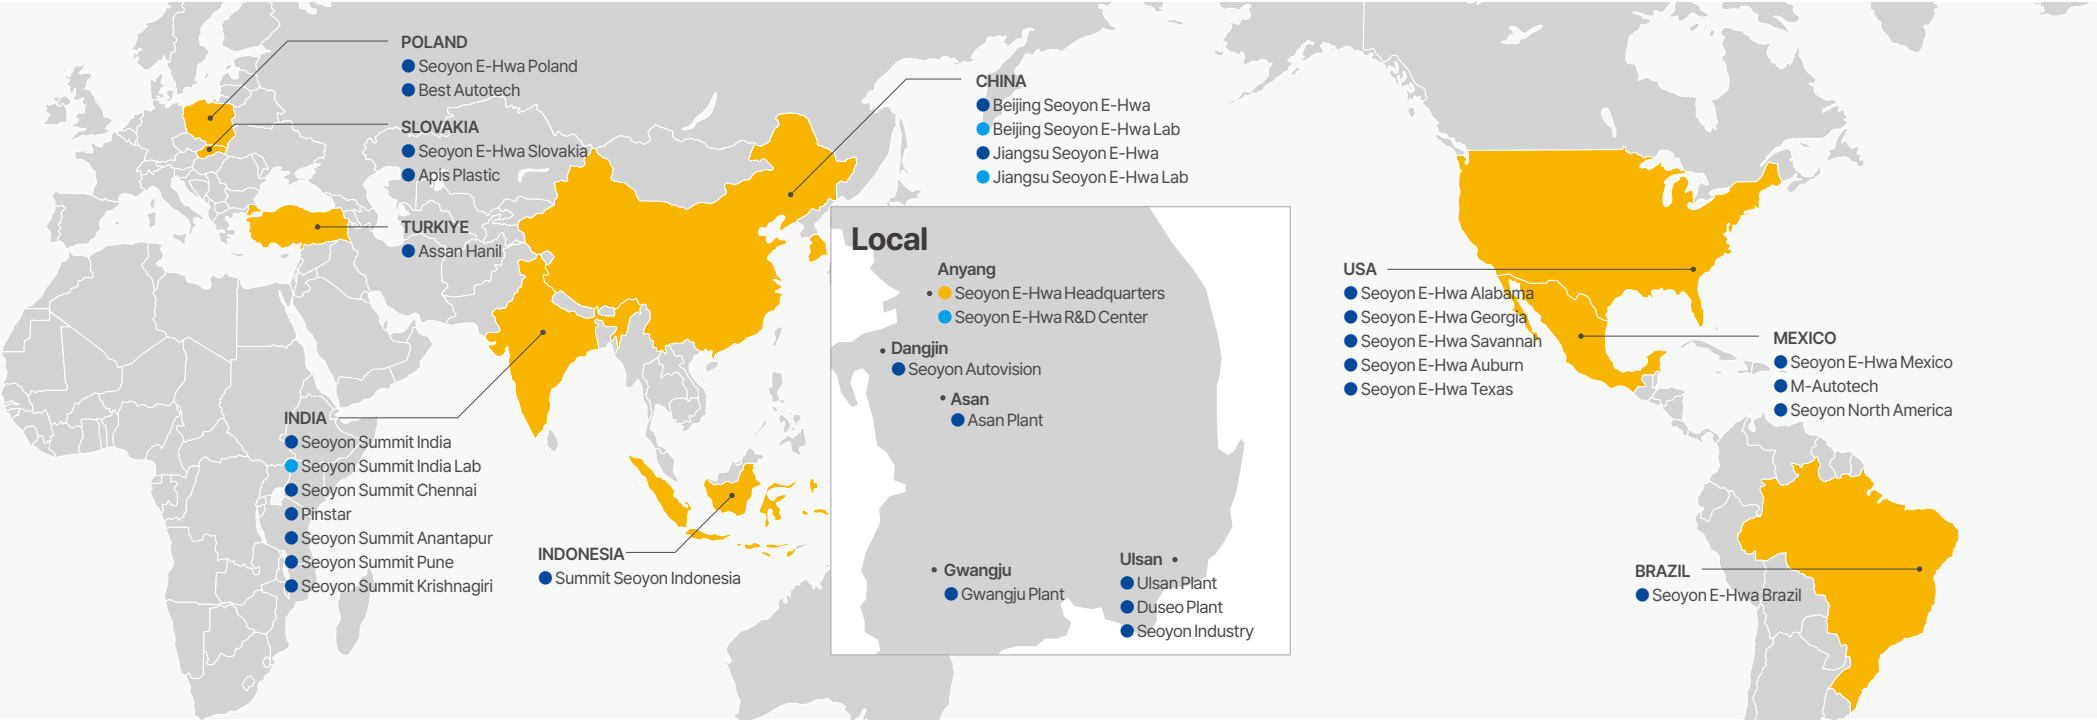 POLAND
Seoyon E-Hwa Poland
Best Autotech
SLOVAKIA
Seoyon E-Hwa Slovakia
Apis Plastic
TURKIYE
Assan Hanil
INDIA
Seoyon Summit India
Seoyon Summit India Lab
Seoyon Summit Chennai
Pinstar
Seoyon Summit Anantapur
Seoyon Summit Pune
Seoyon Summit Krishnagiri
INDONESIA
Summit Seoyon Indonesia
CHINA
Beijing Seoyon E-Hwa
Beijing Seoyon E-Hwa Lab
Jiangsu Seoyon E-Hwa
Jiangsu Seoyon E-Hwa Lab
Local
Anyang
Seoyon E-Hwa Headquarters
Seoyon E-Hwa R&D Center
Dangjin
Seoyon Autovision
Asan
Asan Plant
Gwangju
Gwangju Plant
Ulsan
Ulsan Plant
Duseo Plant
Seoyon Industry
USA
Seoyon E-Hwa Alabama
Seoyon E-Hwa Georgia
Seoyon E-Hwa Savannah
Seoyon E-Hwa Auburn
Seoyon E-Hwa Texas
MEXICO
Seoyon E-Hwa Mexico
M-Autotech
Seoyon North America
BRAZIL
Seoyon E-Hwa Brazil